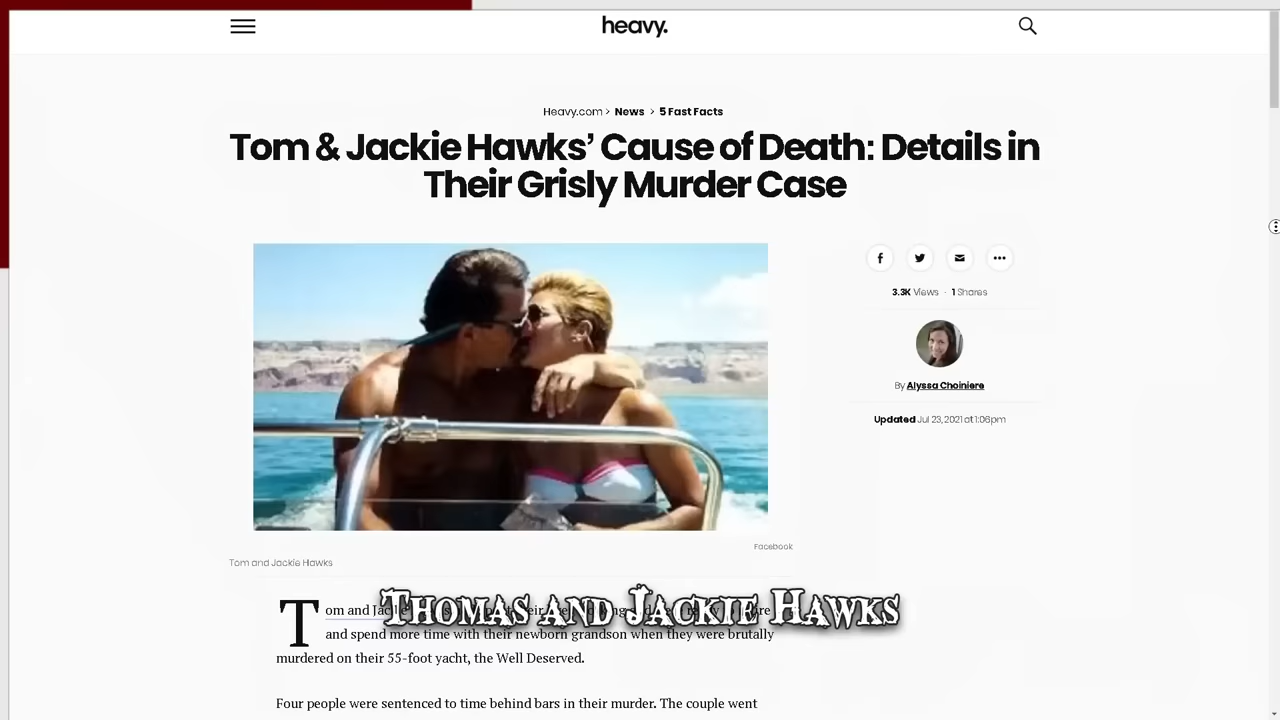 heavy.
Heavy.com > News > 5 Fast Facts
Tom & Jackie Hawks’ Cause of Death: Details in
Their Grisly Murder Case
3.3K Views · 1 Shares
By Alyssa Choiniere
Updated Jul 23, 2021 at 1:06pm
Facebook
Tom and Jackie Hawks
Thomas and Jackie Hawks
Tom and
and spend more time with their newborn grandson when they were brutally
murdered on their 55-foot yacht, the Well Deserved.
Four people were sentenced to time behind bars in their murder. The couple went